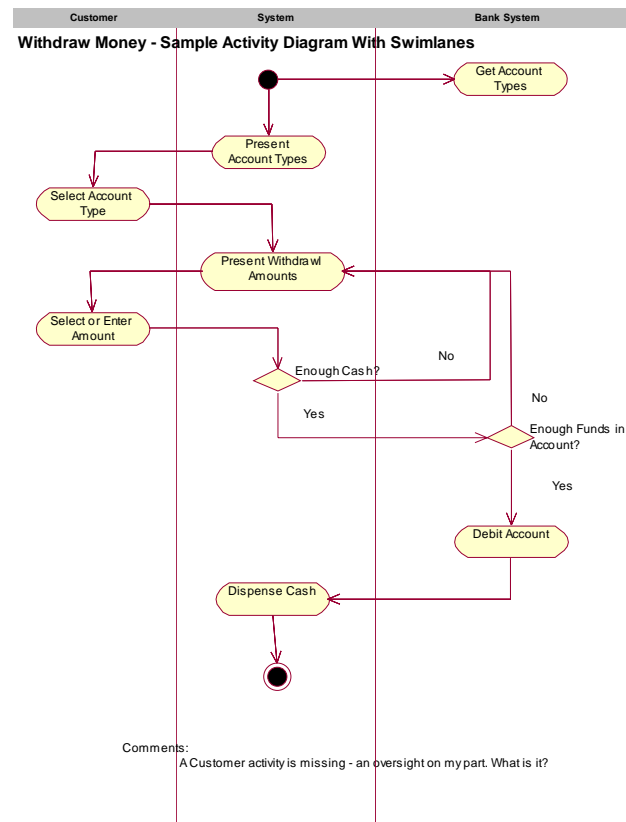 Customer
System
Bank System
Withdraw Money - Sample Activity Diagram With Swimlanes
Get Account
Types
Present
Account Types
Select Account
Type
Present Withdrawl
Amounts
Select or Enter
Amount
Enough Cash?
No
Yes
No
Enough Funds in
Account?
Yes
Debit Account
Dispense Cash
Comments:
A Customer activity is missing - an oversight on my part. What is it?